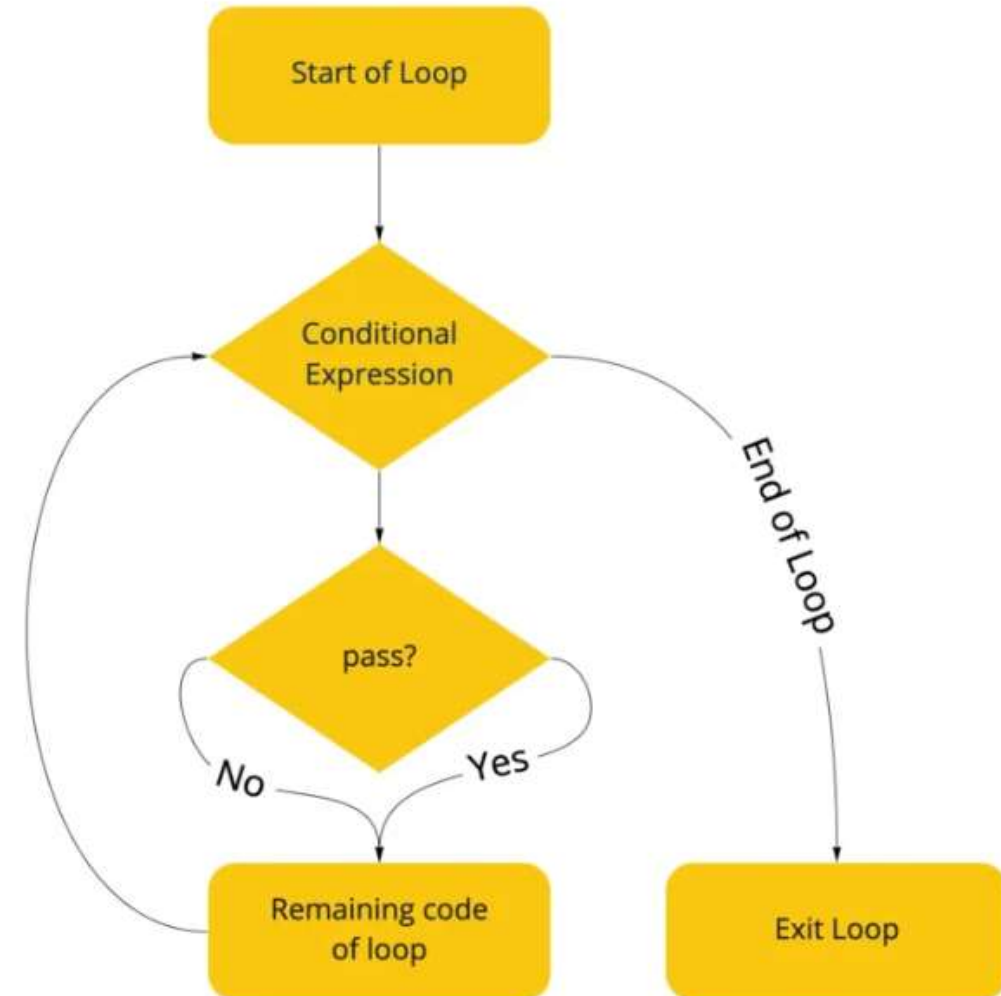 Start of Loop
Conditional
Expression
End of Loop
pass?
No
Yes
Remaining code
of loop
Exit Loop